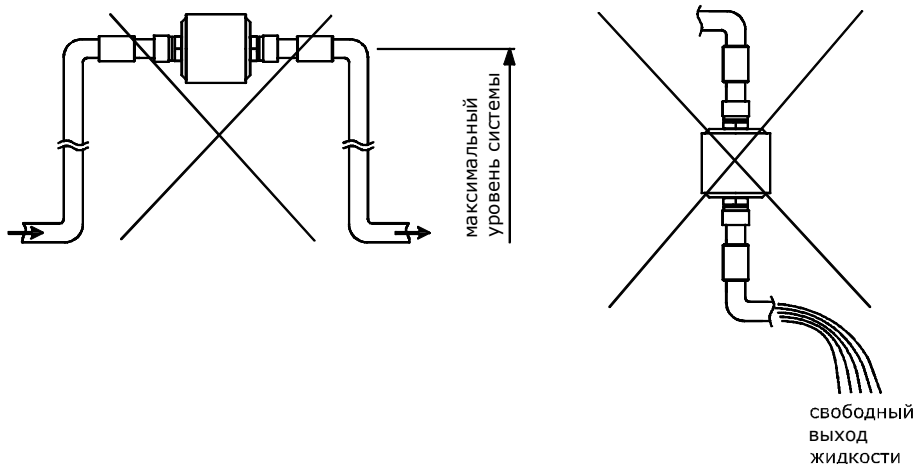 максимальный
уровень системы
свободный
выход
жидкости